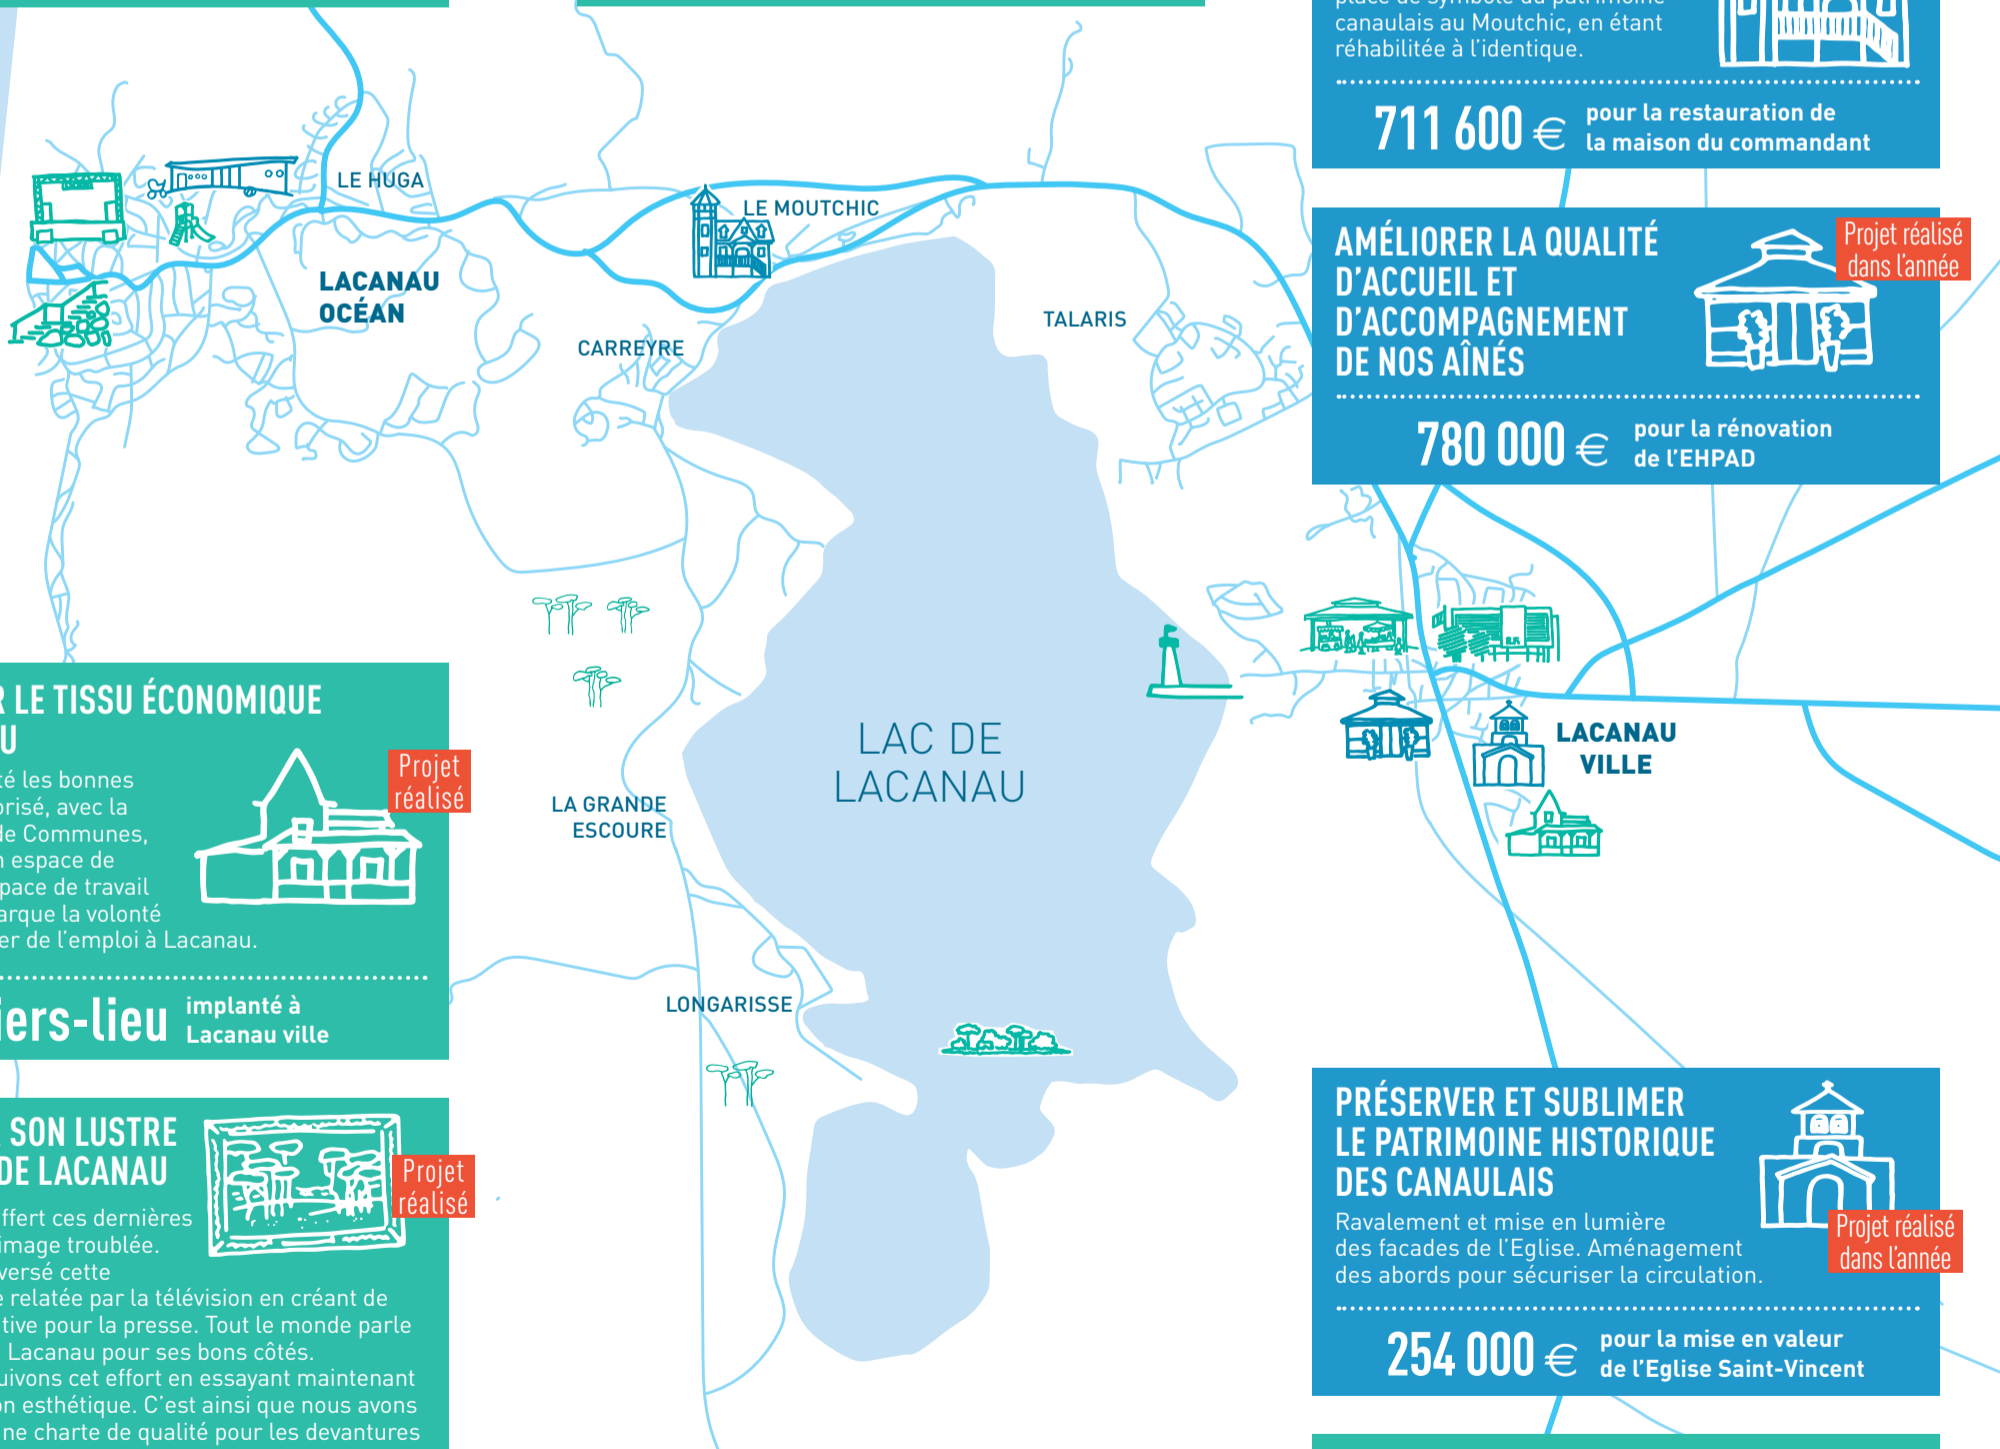 place de symbole du patrimoine
canaulais au Moutchic, en étant
réhabilitée à l'identique.
711 600 €
pour la restauration de
la maison du commandant
LE HUGA
LE MOUTCHIC
LACANAU
OCÉAN
CARREYRE
TALARIS
AMÉLIORER LA QUALITÉ
D'ACCUEIL ET
D'ACCOMPAGNEMENT
DE NOS AÎNÉS
Projet réalisé
dans l'année
780 000 €
pour la rénovation
de l'EHPAD
LE TISSU ÉCONOMIQUE
Projet
réalisé
té les bonnes
orisé, avec la
de Communes,
n espace de
pace de travail
arque la volonté
er de l'emploi à Lacanau.
iers-lieu
implanté à
Lacanau ville
LAC DE
LACANAU
LA GRANDE
ESCOURE
LACANAU
VILLE
LONGARISSE
SON LUSTRE
DE LACANAU
Projet
réalisé
ffert ces dernières
image troublée.
versé cette
e relatée par la télévision en créant de
tive pour la presse. Tout le monde parle
Lacanau pour ses bons côtés.
uivons cet effort en essayant maintenant
on esthétique. C'est ainsi que nous avons
ne charte de qualité pour les devantures
PRÉSERVER ET SUBLIMER
LE PATRIMOINE HISTORIQUE
DES CANAULAIS
Projet réalisé
dans l'année
Ravalement et mise en lumière
des facades de l'Eglise. Aménagement
des abords pour sécuriser la circulation.
254 000 €
pour la mise en valeur
de l'Eglise Saint-Vincent